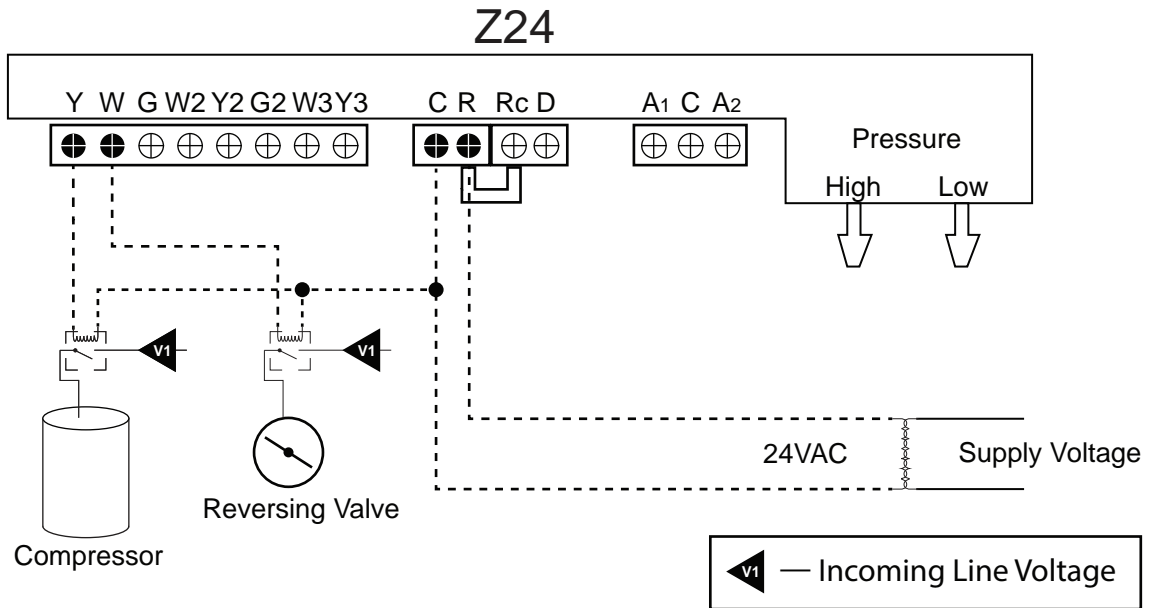 Z24
Y W G W2 Y2 G2 W3 Y3 C R Rc D A1 C A2
Pressure
High Low
V1 V1
24VAC Supply Voltage
Reversing Valve
Compressor
V1 — Incoming Line Voltage